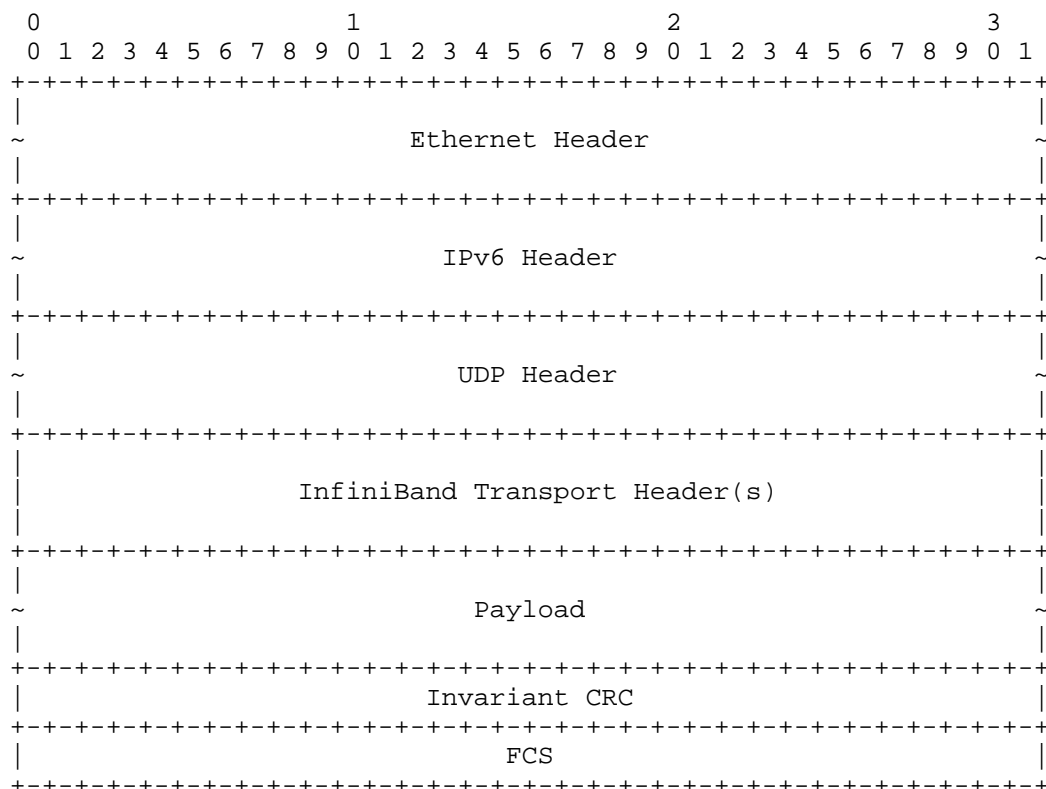 0                   1                   2                   3
 0 1 2 3 4 5 6 7 8 9 0 1 2 3 4 5 6 7 8 9 0 1 2 3 4 5 6 7 8 9 0 1
+-+-+-+-+-+-+-+-+-+-+-+-+-+-+-+-+-+-+-+-+-+-+-+-+-+-+-+-+-+-+-+-+
|                                                               |
~                        Ethernet Header                        ~
|                                                               |
+-+-+-+-+-+-+-+-+-+-+-+-+-+-+-+-+-+-+-+-+-+-+-+-+-+-+-+-+-+-+-+-+
|                                                               |
~                          IPv6 Header                          ~
|                                                               |
+-+-+-+-+-+-+-+-+-+-+-+-+-+-+-+-+-+-+-+-+-+-+-+-+-+-+-+-+-+-+-+-+
|                                                               |
~                           UDP Header                          ~
|                                                               |
+-+-+-+-+-+-+-+-+-+-+-+-+-+-+-+-+-+-+-+-+-+-+-+-+-+-+-+-+-+-+-+-+
|                                                               |
|                 InfiniBand Transport Header(s)                |
|                                                               |
+-+-+-+-+-+-+-+-+-+-+-+-+-+-+-+-+-+-+-+-+-+-+-+-+-+-+-+-+-+-+-+-+
|                                                               |
~                            Payload                            ~
|                                                               |
+-+-+-+-+-+-+-+-+-+-+-+-+-+-+-+-+-+-+-+-+-+-+-+-+-+-+-+-+-+-+-+-+
|                         Invariant CRC                         |
+-+-+-+-+-+-+-+-+-+-+-+-+-+-+-+-+-+-+-+-+-+-+-+-+-+-+-+-+-+-+-+-+
|                              FCS                              |
+-+-+-+-+-+-+-+-+-+-+-+-+-+-+-+-+-+-+-+-+-+-+-+-+-+-+-+-+-+-+-+-+